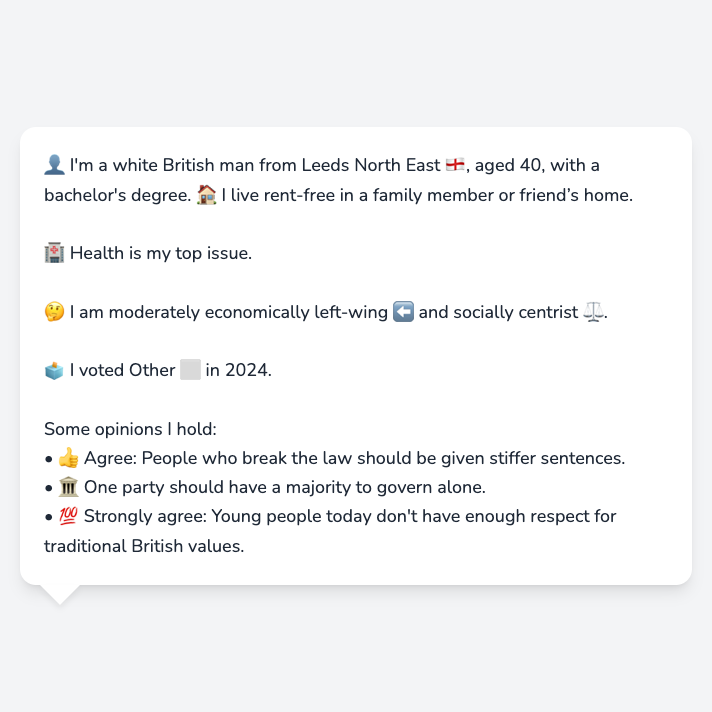 👤 I'm a white British man from Leeds North East 🏴󠁧󠁢󠁥󠁮󠁧󠁿, aged 40, with a
bachelor's degree. 🏠 I live rent-free in a family member or friend’s home.
🏥 Health is my top issue.
🤔 I am moderately economically left-wing ⬅️ and socially centrist ⚖️.
🗳️ I voted Other ⬜ in 2024.
Some opinions I hold:
• 👍 Agree: People who break the law should be given stiffer sentences.
• 🏛️ One party should have a majority to govern alone.
• 💯 Strongly agree: Young people today don't have enough respect for
traditional British values.